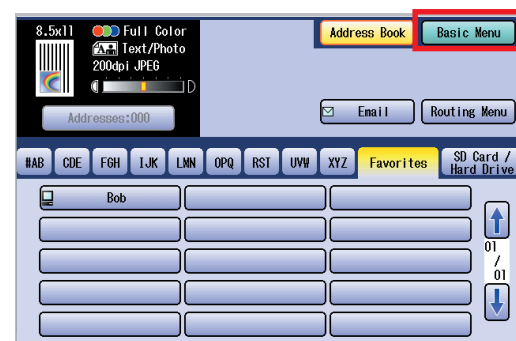 8.5x11 Full Color
Text/Photo
200dpi JPEG
Addresses:000
Address Book Basic Menu
Email Routing Menu
#AB CDE FGH IJK LMN OPQ RST UVW XYZ Favorites SD Card / Hard Drive
Bob
01
/
01